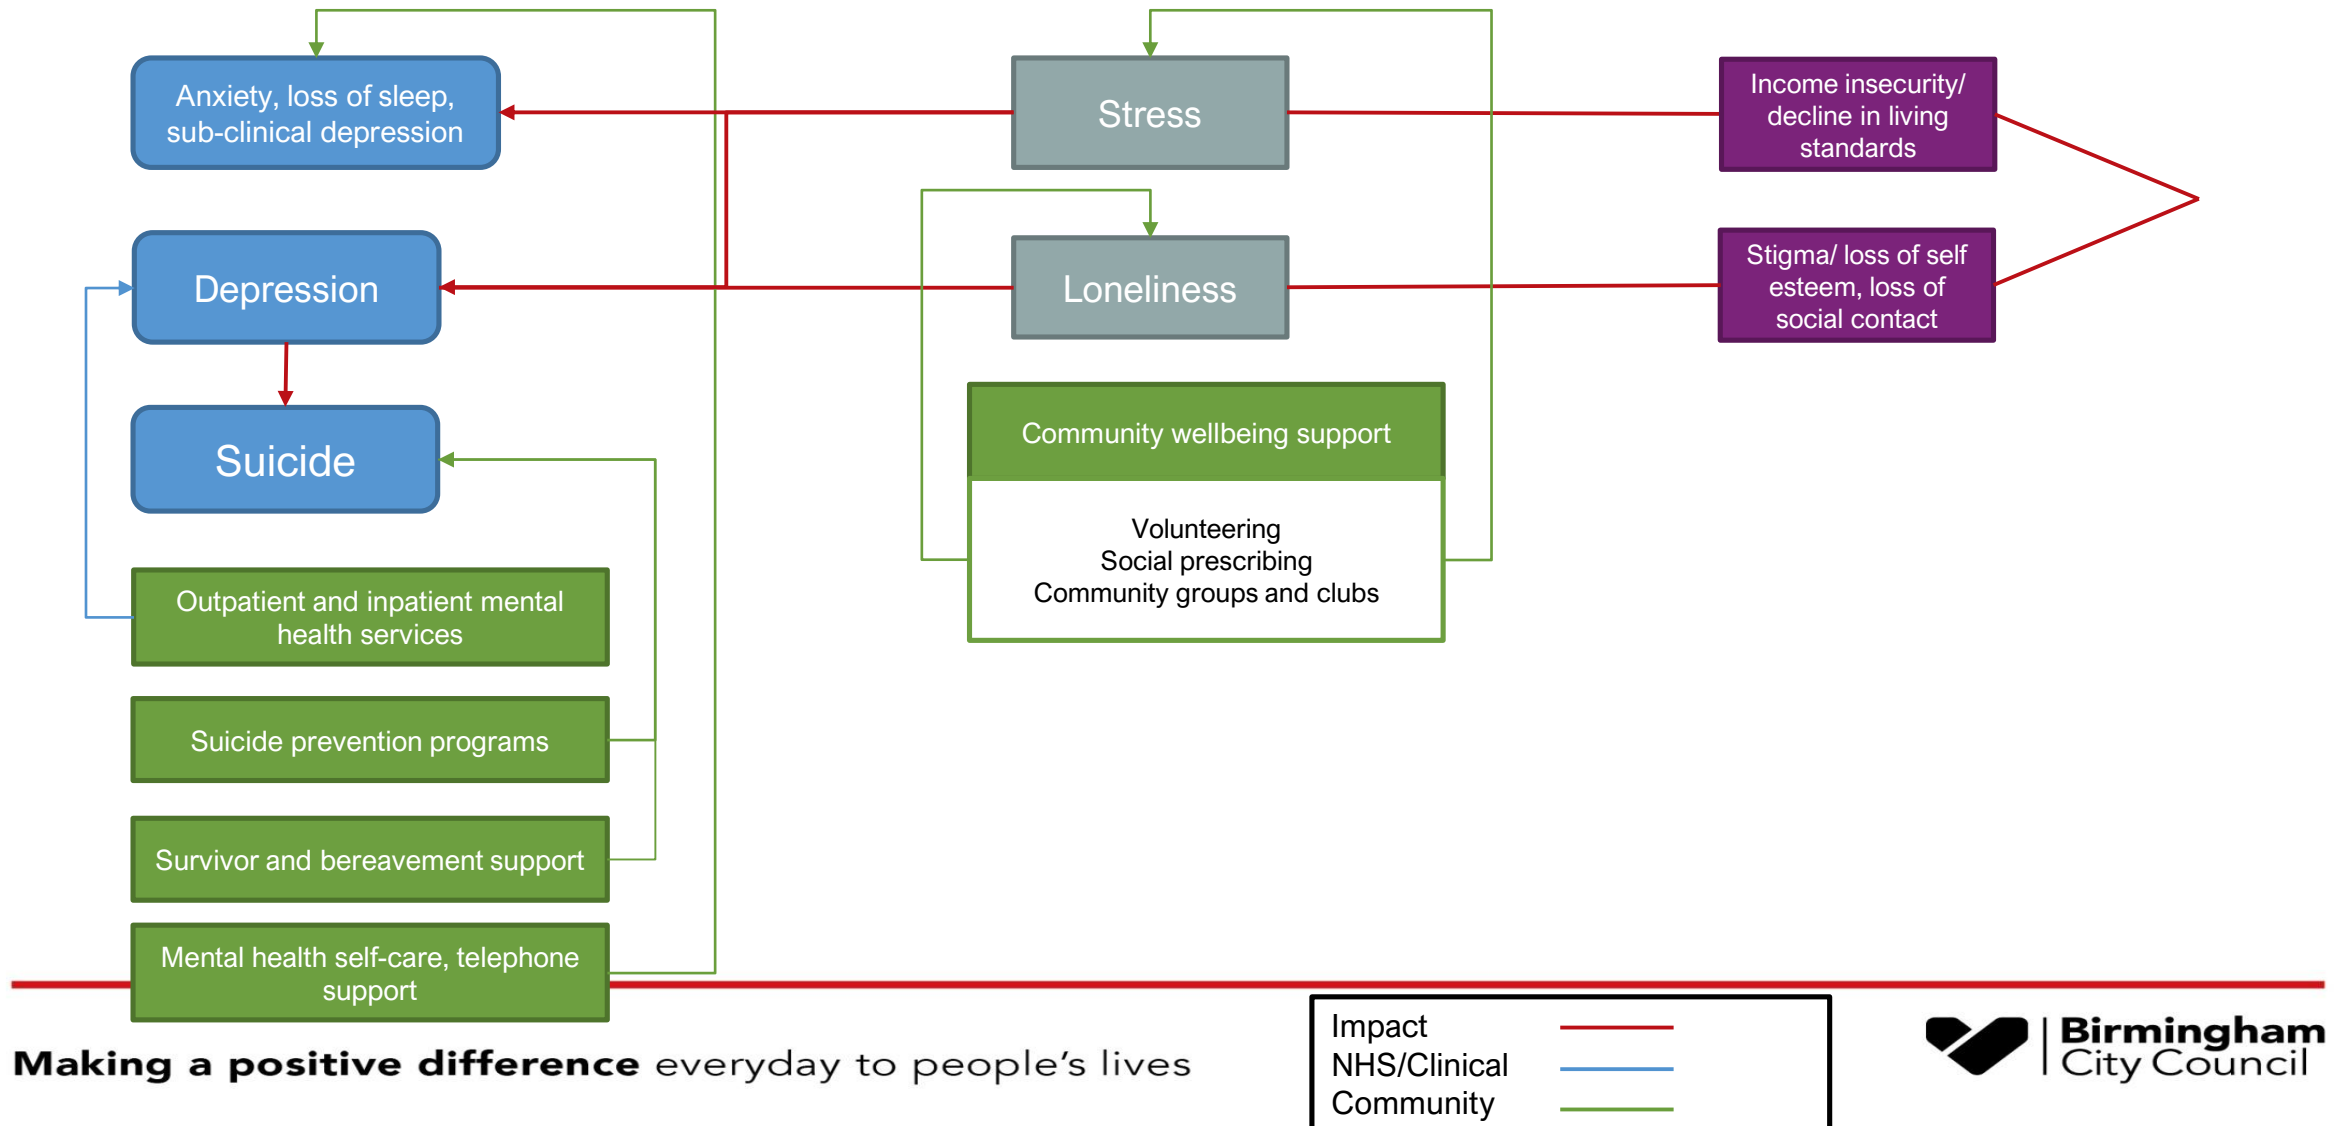 Anxiety, loss of sleep,
sub-clinical depression
Stress
Income insecurity/
decline in living
standards
Depression
Loneliness
Stigma/ loss of self
esteem, loss of
social contact
Suicide
Community wellbeing support
Volunteering
Social prescribing
Community groups and clubs
Outpatient and inpatient mental
health services
Suicide prevention programs
Survivor and bereavement support
Mental health self-care, telephone
support
Making a positive difference everyday to people's lives
Impact
NHS/Clinical
Community
Birmingham
City Council